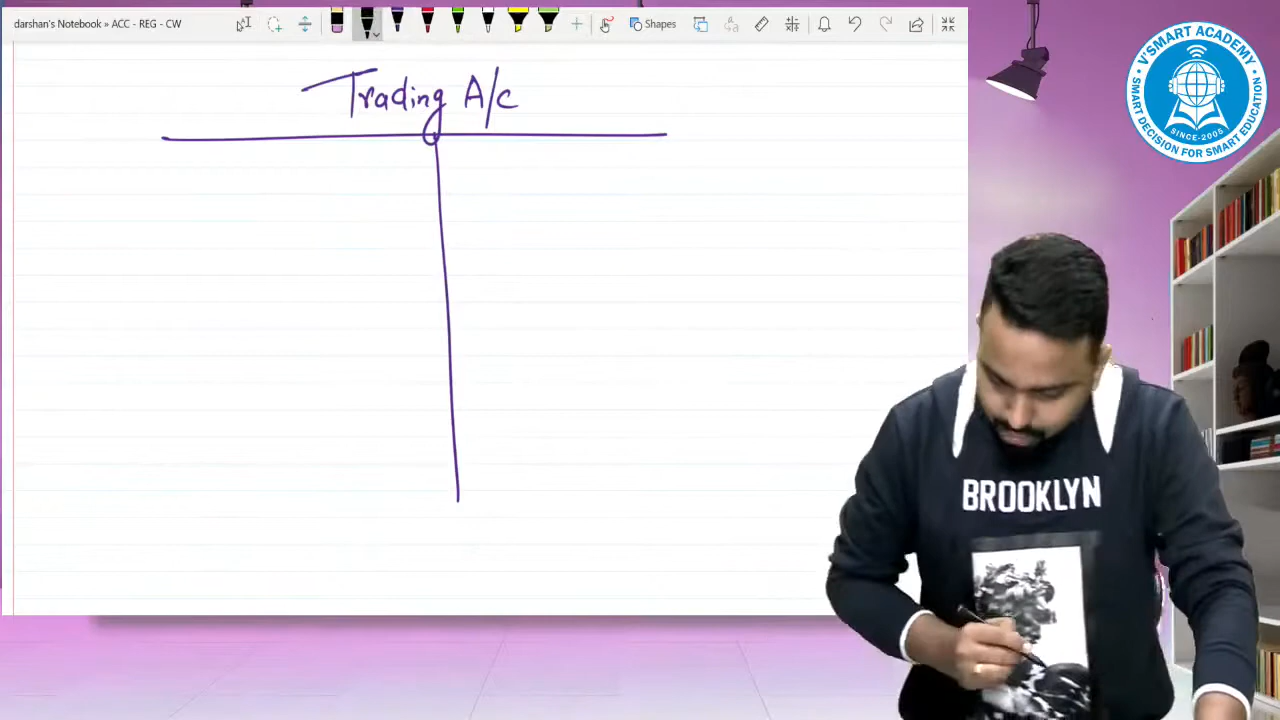 darshan's Notebook » ACC - REG - CW
Shapes
Trading A/c
V'SMART ACADEMY
SINCE-2005
SMART DECISION FOR SMART EDUCATION
BROOKLYN